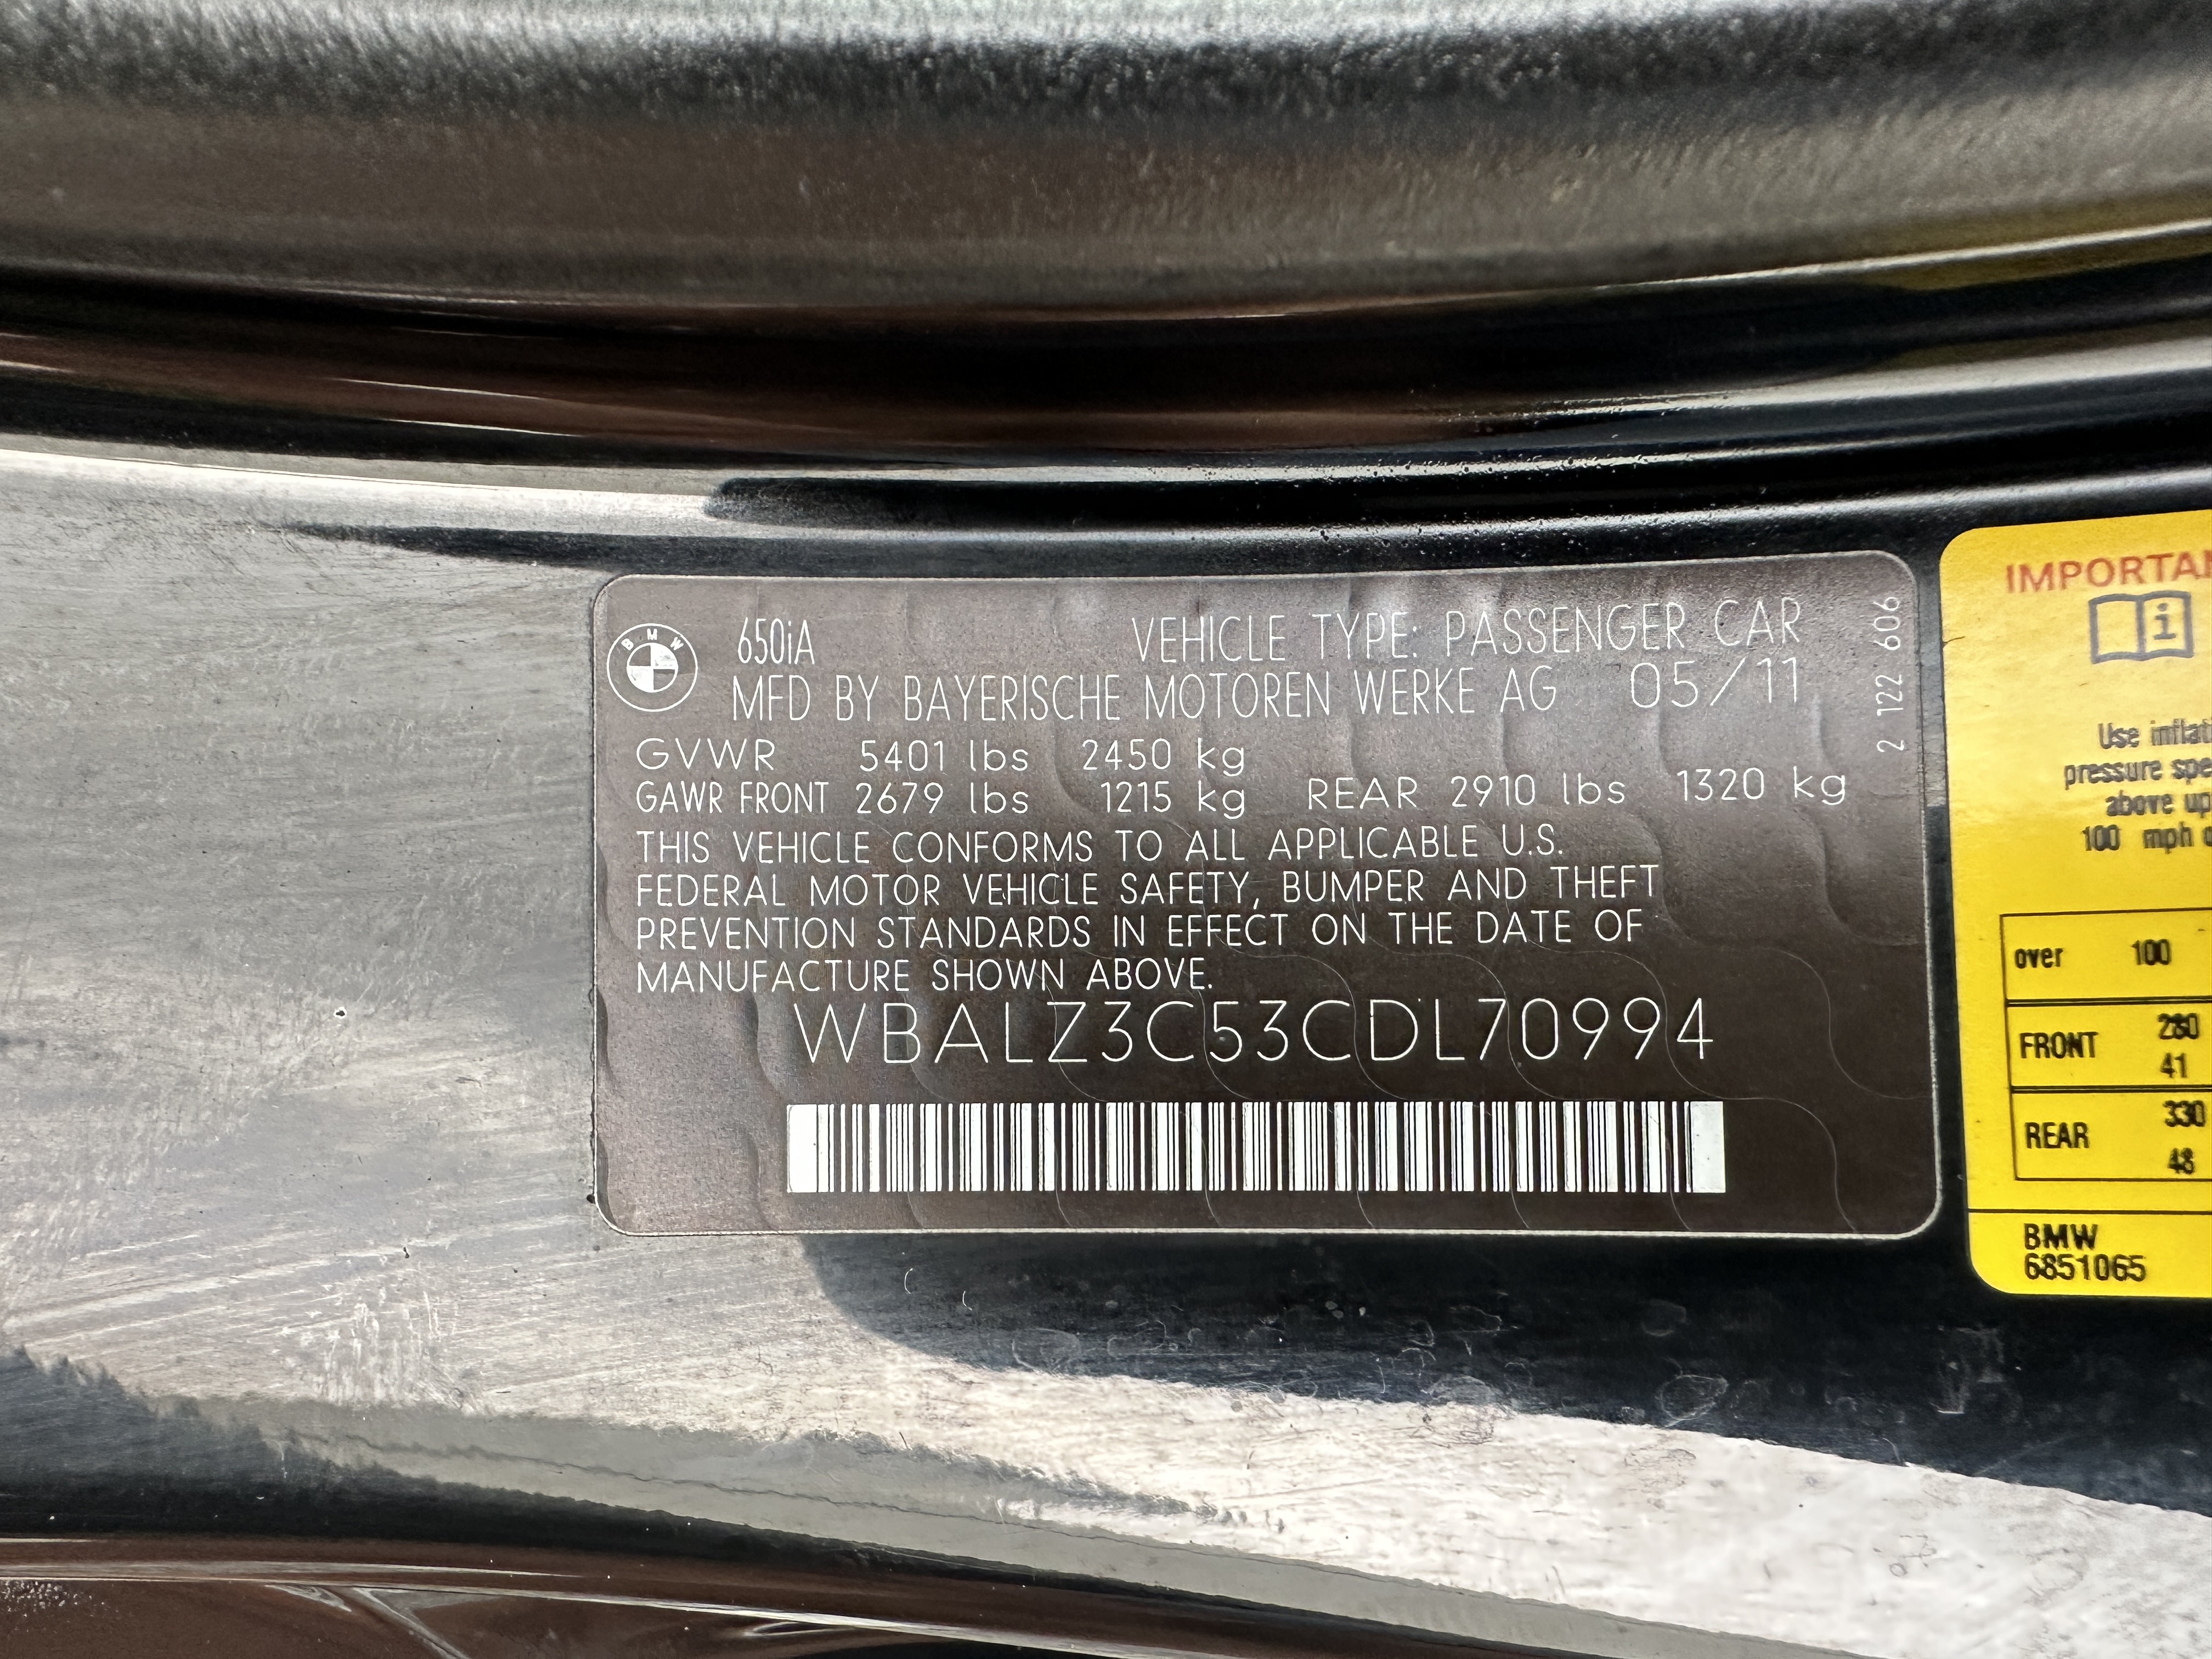 BMW
650iA VEHICLE TYPE: PASSENGER CAR
MFD BY BAYERISCHE MOTOREN WERKE AG 05/11
2 122 606
GVWR 5401 lbs 2450 kg
GAWR FRONT 2679 lbs 1215 kg REAR 2910 lbs 1320 kg
THIS VEHICLE CONFORMS TO ALL APPLICABLE U.S.
FEDERAL MOTOR VEHICLE SAFETY, BUMPER AND THEFT
PREVENTION STANDARDS IN EFFECT ON THE DATE OF
MANUFACTURE SHOWN ABOVE.
WBALZ3C53CDL70994
IMPORTAN
i
Use inflat
pressure spe
above up
100 mph
over 100
FRONT 280
41
REAR 330
48
BMW
6851065